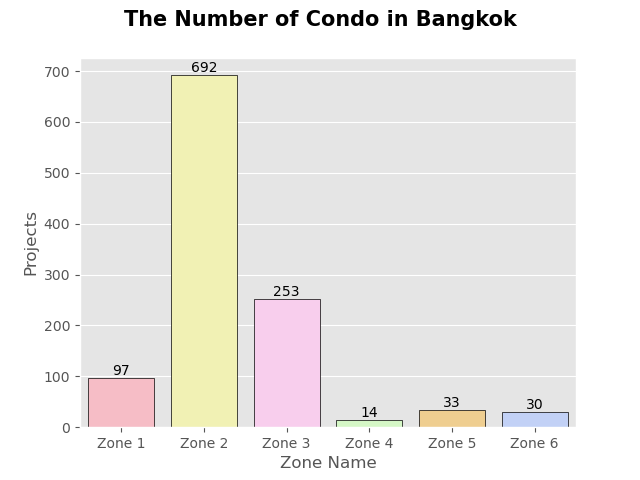 The Number of Condo in Bangkok
Projects
700
600
500
400
300
200
100
0
692
253
97
14
33
30
Zone 1
Zone 2
Zone 3
Zone 4
Zone 5
Zone 6
Zone Name